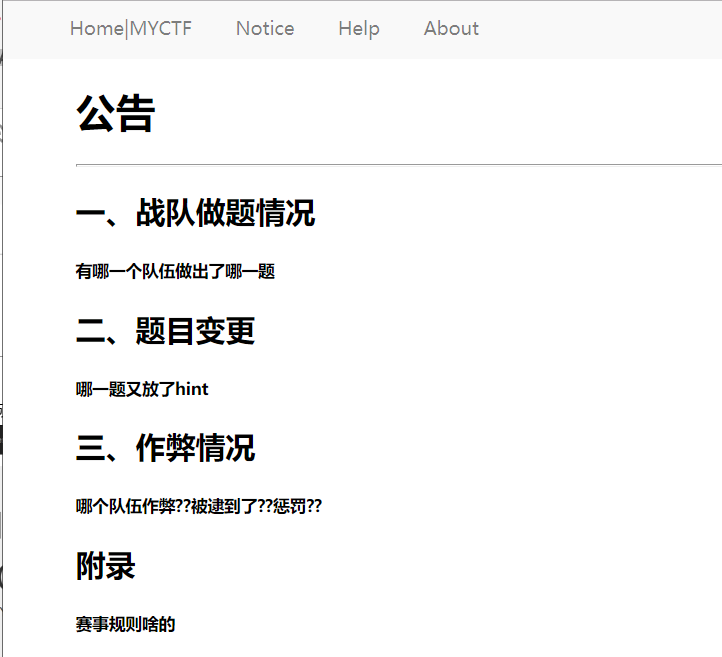 Home|MYCTF Notice Help About
公告
一、战队做题情况
有哪一个队伍做出了哪一题
二、题目变更
哪一题又放了hint
三、作弊情况
哪个队伍作弊??被逮到了??惩罚??
附录
赛事规则啥的